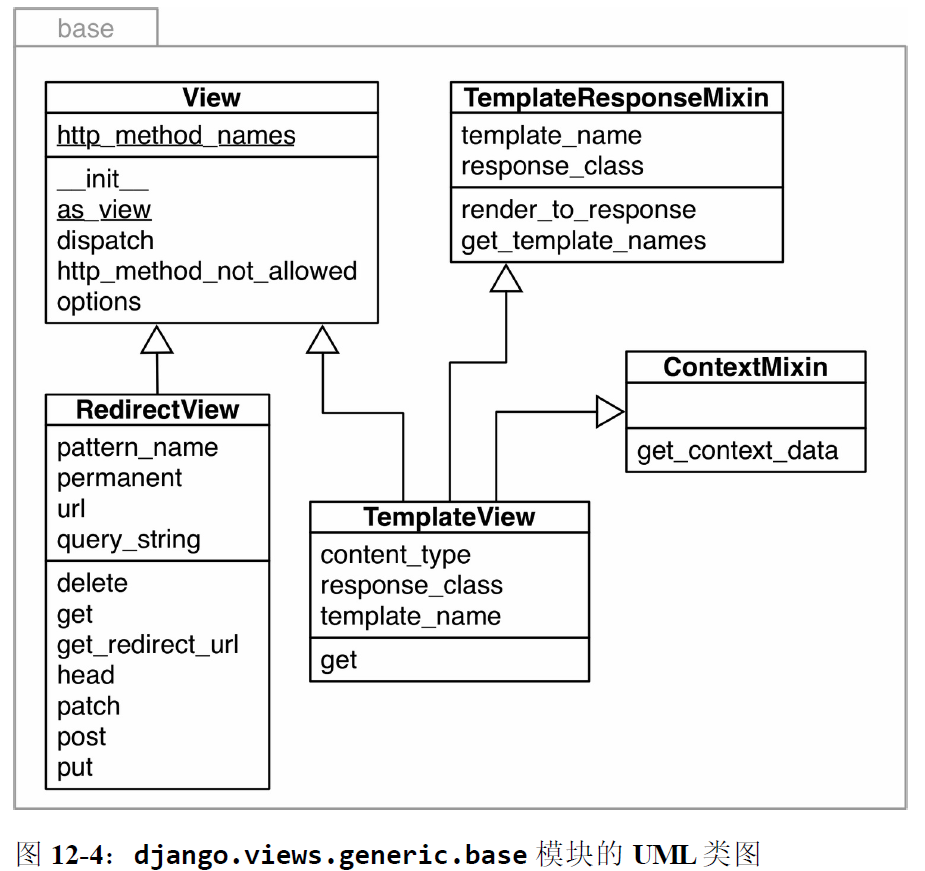 base
View
http_method_names
__init__
as_view
dispatch
http_method_not_allowed
options
TemplateResponseMixin
template_name
response_class
render_to_response
get_template_names
ContextMixin
get_context_data
RedirectView
pattern_name
permanent
url
query_string
delete
get
get_redirect_url
head
patch
post
put
TemplateView
content_type
response_class
template_name
get
图 12-4：django.views.generic.base 模块的 UML 类图